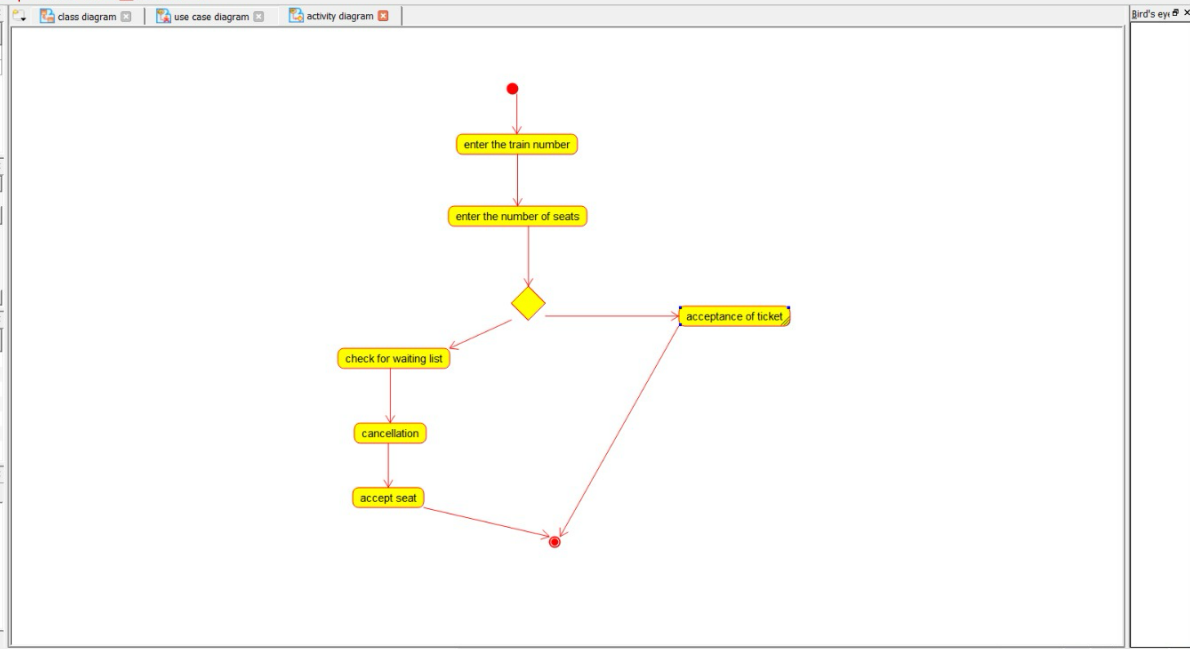 class diagram
use case diagram
activity diagram
Bird's eye
enter the train number
enter the number of seats
acceptance of ticket
check for waiting list
cancellation
accept seat